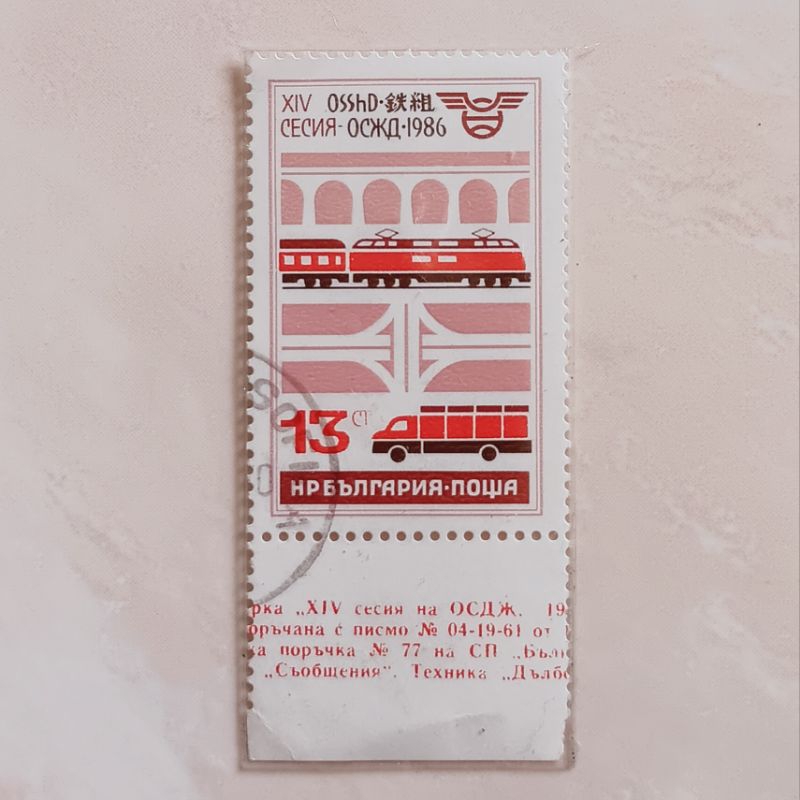 XIV OSShD·鉄組
СЕСИЯ-ОСЖД·1986
13 СТ
НРБЪЛГАРИЯ·ПОЩА
рка „XIV сесия на ОСДЖ. 19
оръчана с писмо № 04-19-61 от
ка поръчка № 77 на СП „Бъл
„Съобщения". Техника „Дълбо